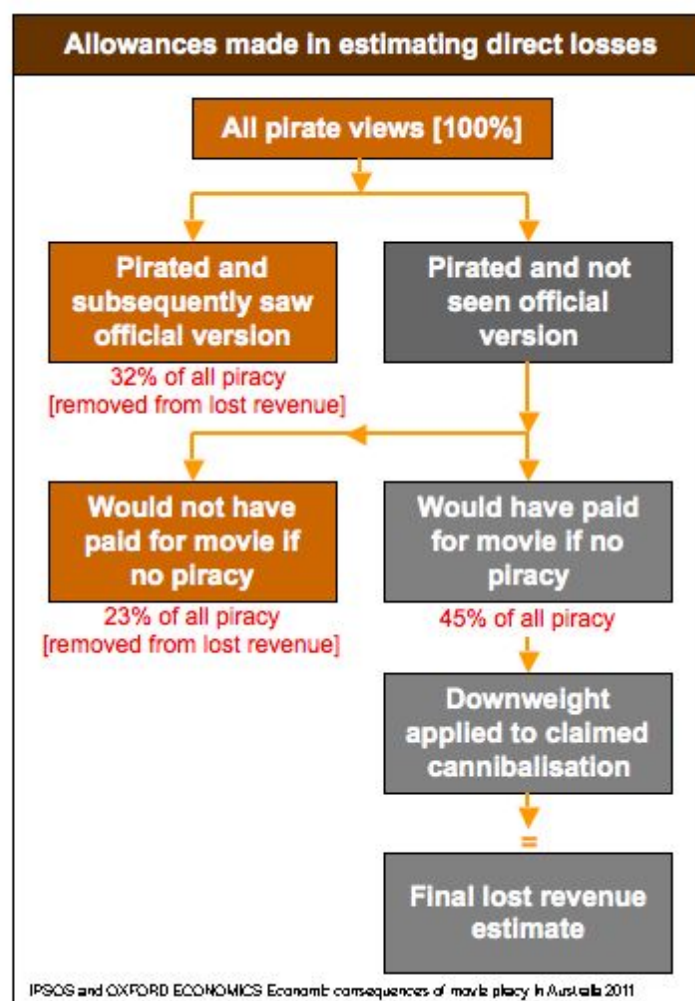 Allowances made in estimating direct losses
All pirate views [100%]
Pirated and
subsequently saw
official version
32% of all piracy
[removed from lost revenue]
Pirated and not
seen official
version
Would not have
paid for movie if
no piracy
23% of all piracy
[removed from lost revenue]
Would have paid
for movie if no
piracy
45% of all piracy
Downweight
applied to claimed
cannibalisation
=
Final lost revenue
estimate
IPSOS and OXFORD ECONOMICS Economic consequences of movie piracy in Australia 2011